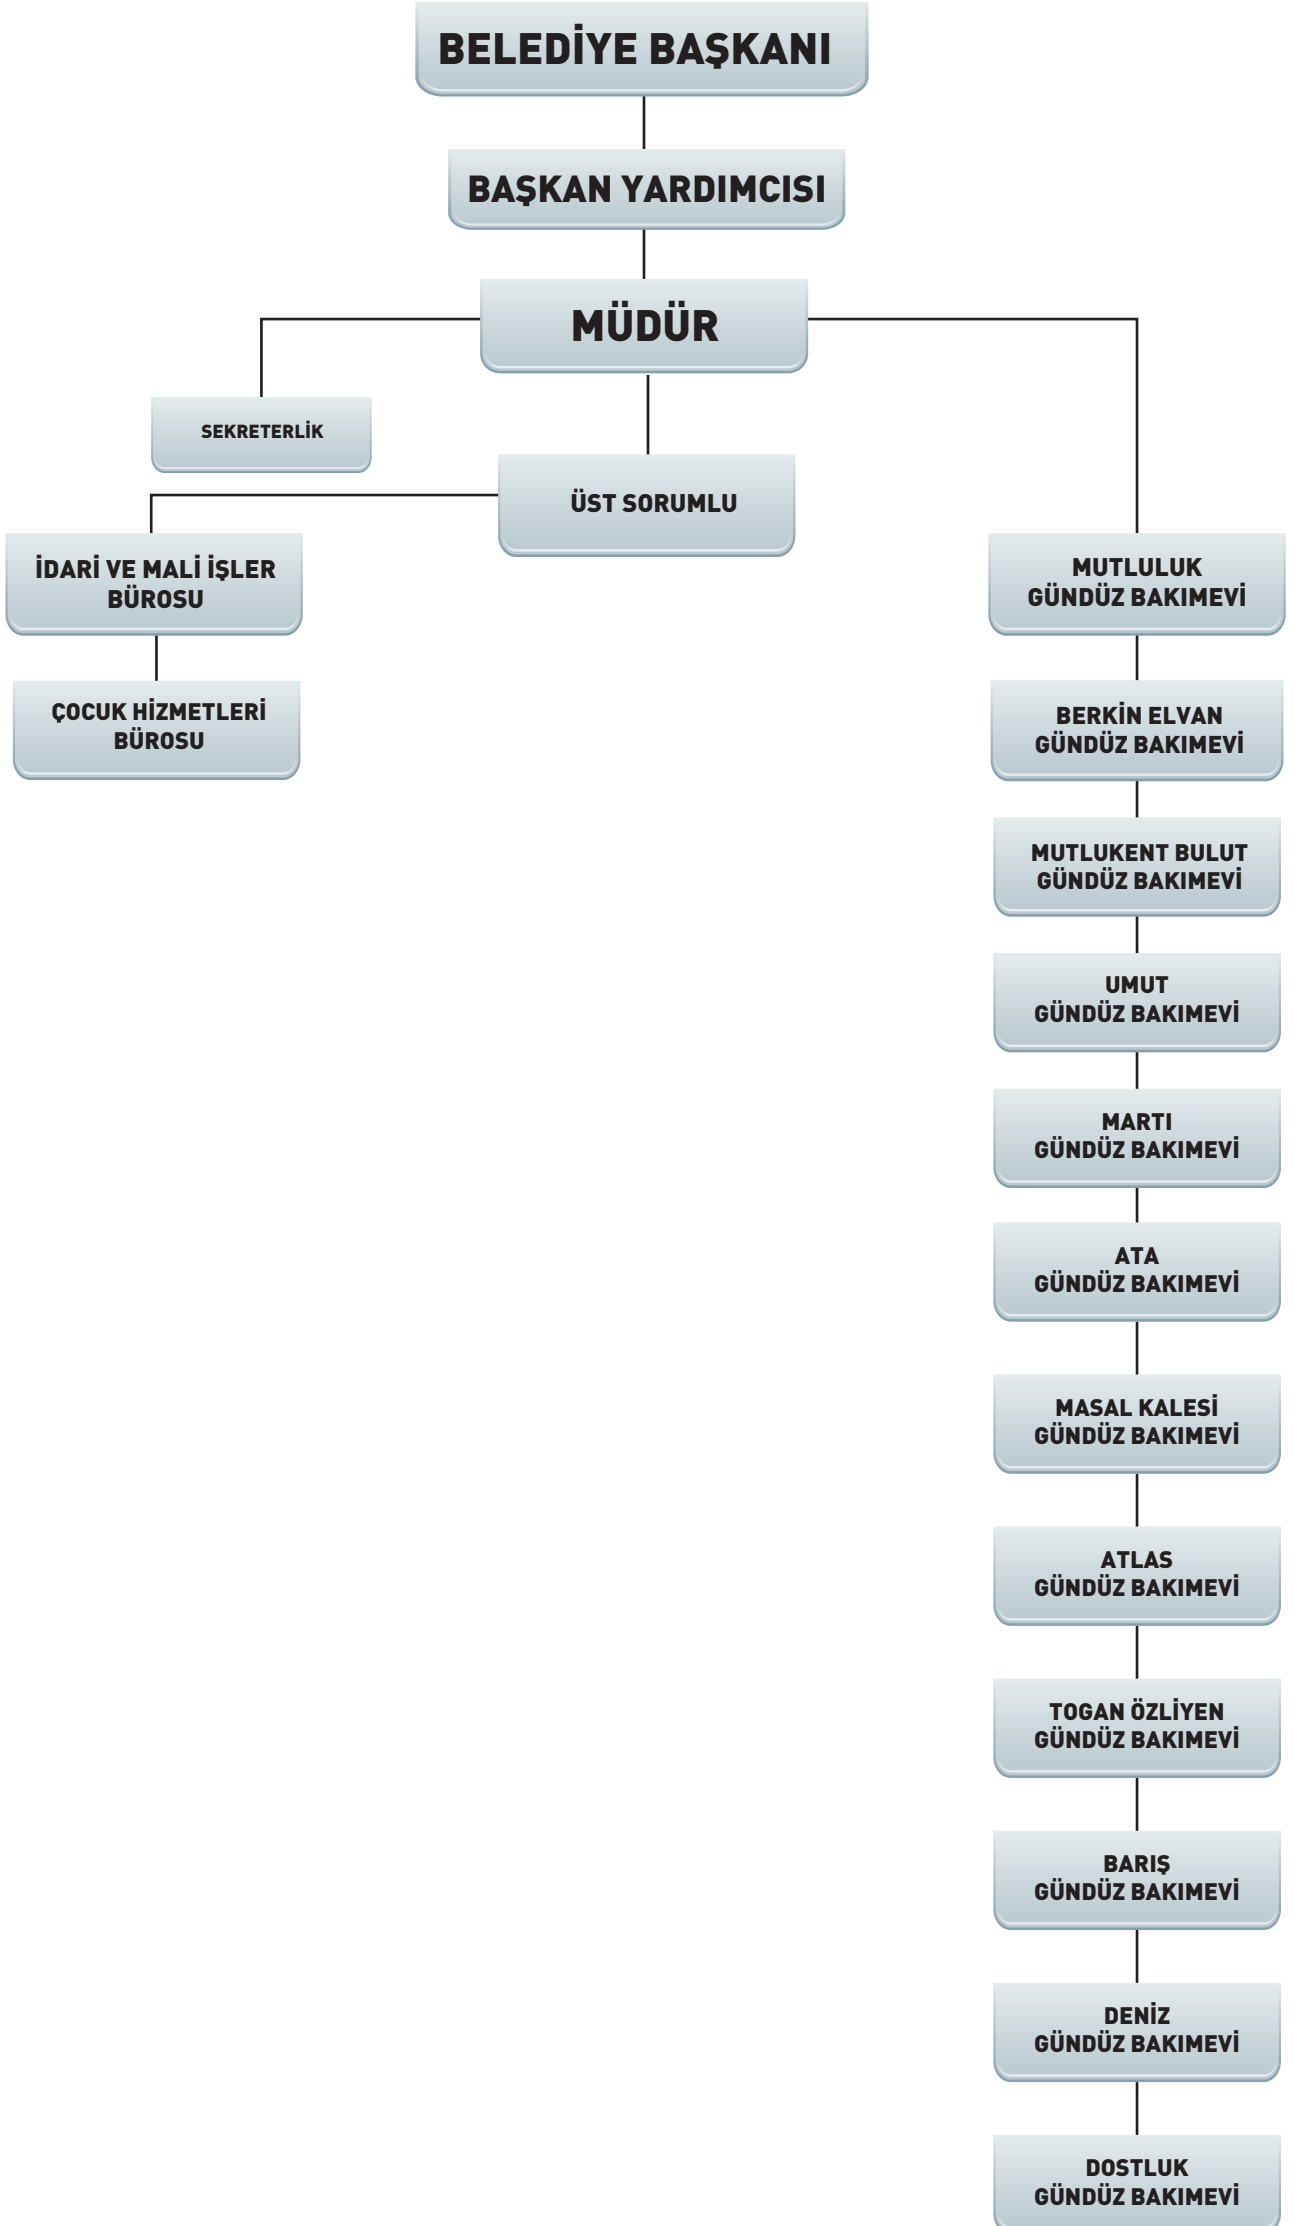 BELEDİYE BAŞKANI
BAŞKAN YARDIMCISI
MÜDÜR
SEKRETERLİK
ÜST SORUMLU
İDARİ VE MALİ İŞLER
BÜROSU
ÇOCUK HİZMETLERİ
BÜROSU
MUTLULUK
GÜNDÜZ BAKIMEVİ
BERKİN ELVAN
GÜNDÜZ BAKIMEVİ
MUTLUKENT BULUT
GÜNDÜZ BAKIMEVİ
UMUT
GÜNDÜZ BAKIMEVİ
MARTI
GÜNDÜZ BAKIMEVİ
ATA
GÜNDÜZ BAKIMEVİ
MASAL KALESİ
GÜNDÜZ BAKIMEVİ
ATLAS
GÜNDÜZ BAKIMEVİ
TOGAN ÖZLİYEN
GÜNDÜZ BAKIMEVİ
BARIŞ
GÜNDÜZ BAKIMEVİ
DENİZ
GÜNDÜZ BAKIMEVİ
DOSTLUK
GÜNDÜZ BAKIMEVİ